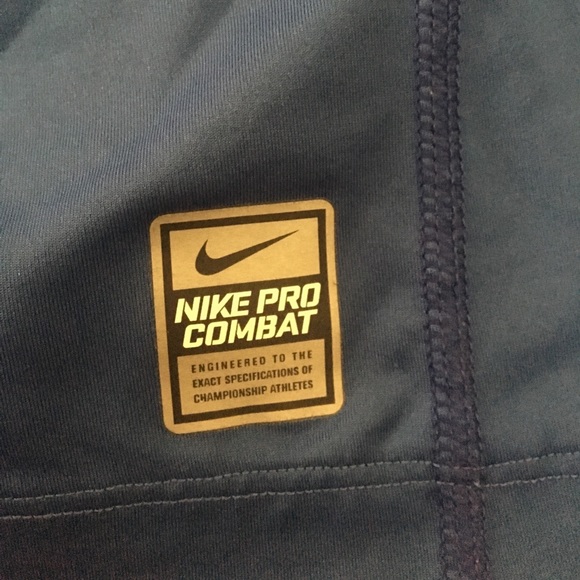 NIKE PRO
COMBAT
ENGINEERED TO THE
EXACT SPECIFICATIONS OF
CHAMPIONSHIP ATHLETES